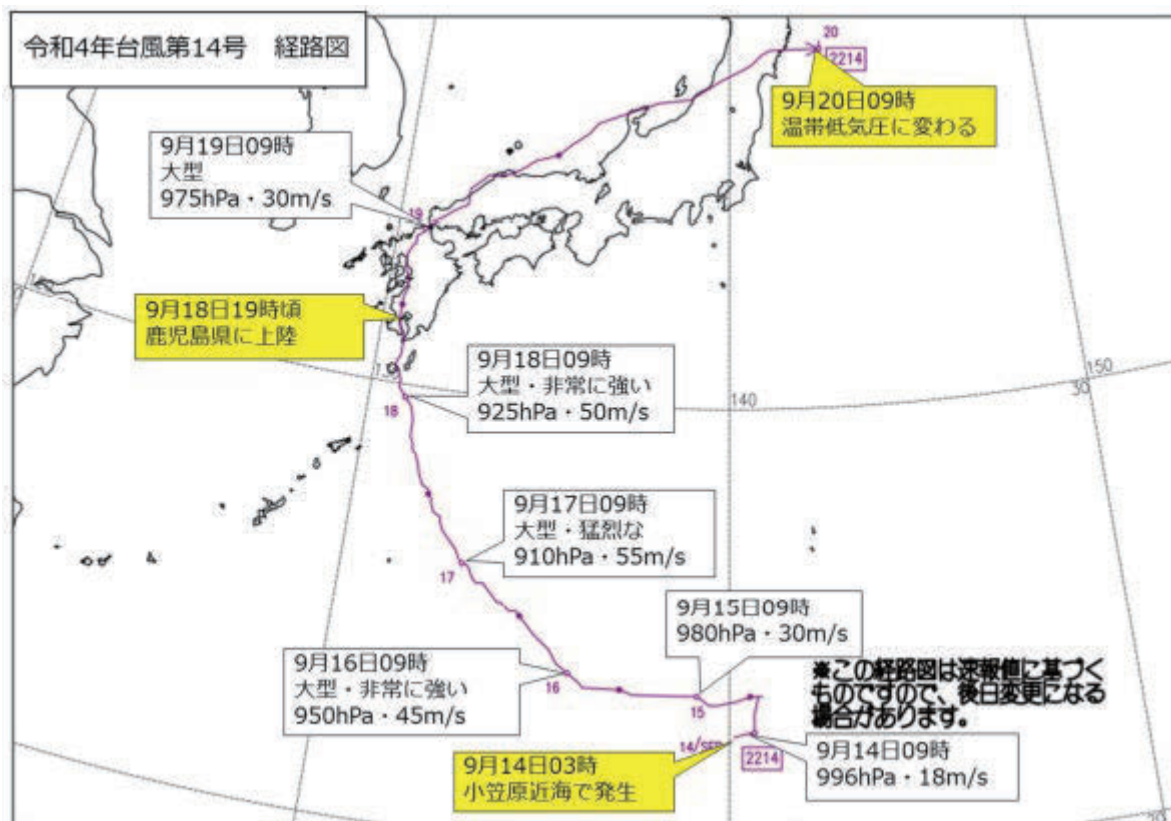 令和4年台風第14号 経路図
20
2214
9月20日09時
温帯低気圧に変わる
9月19日09時
大型
975hPa・30m/s
19
9月18日19時頃
鹿児島県に上陸
9月18日09時
大型・非常に強い
925hPa・50m/s
18
140
150
30
9月17日09時
大型・猛烈な
910hPa・55m/s
17
9月15日09時
980hPa・30m/s
15
9月16日09時
大型・非常に強い
950hPa・45m/s
16
※この経路図は速報値に基づく
ものですので、後日変更になる
場合があります。
14/SEP
2214
9月14日09時
996hPa・18m/s
9月14日03時
小笠原近海で発生